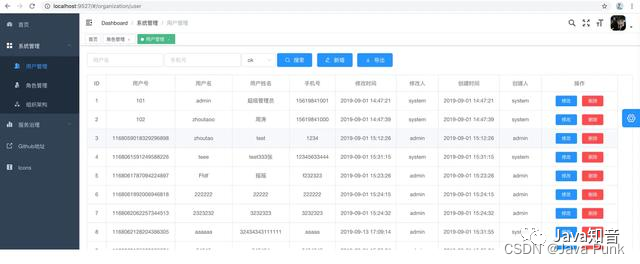 localhost:9527/#/organization/user
首页
系统管理
用户管理
角色管理
组织架构
服务治理
Github地址
Icons
Dashboard / 系统管理 / 用户管理
首页 角色管理 × 用户管理 ×
用户名 手机号 ok 搜索 新增 导出
ID 用户号 用户名 用户姓名 手机号 修改时间 修改人 创建时间 创建人 操作
1 101 admin 超级管理员 15619841001 2019-09-01 14:47:21 system 2019-09-01 14:47:21 system 修改 删除
2 102 zhoutaoo 周涛 15619841000 2019-09-01 14:47:39 system 2019-09-01 14:47:39 system 修改 删除
3 zhoutao test 1234 2019-09-01 15:12:26 admin 2019-09-01 15:12:26 admin 修改 删除
4 teee test333张 12345633444 2019-09-01 15:31:15 system 2019-09-01 15:31:15 system 修改 删除
5 Ffdf 摇摇 f232323 2019-09-01 15:23:26 admin 2019-09-01 15:23:26 admin 修改 删除
6 222222 22222 222222 2019-09-01 15:24:15 admin 2019-09-01 15:24:15 admin 修改 删除
7 2323232 3232323 3232323 2019-09-01 15:24:32 admin 2019-09-01 15:24:32 admin 修改 删除
8 aaaaaa aaaaa 2019-09-13 17:09:14 admin 2019-09-01 15:31:55 修改 删除
Java知音
CSDN @Java Punk